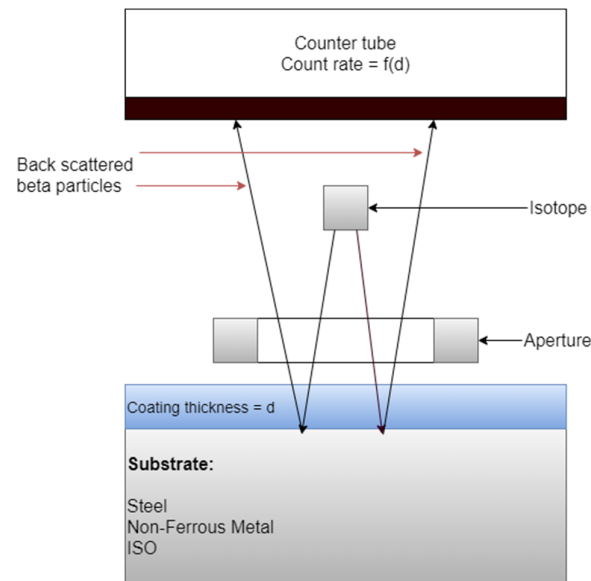 Counter tube
Count rate = f(d)
Back scattered
beta particles
Isotope
Aperture
Coating thickness = d
Substrate:
Steel
Non-Ferrous Metal
ISO